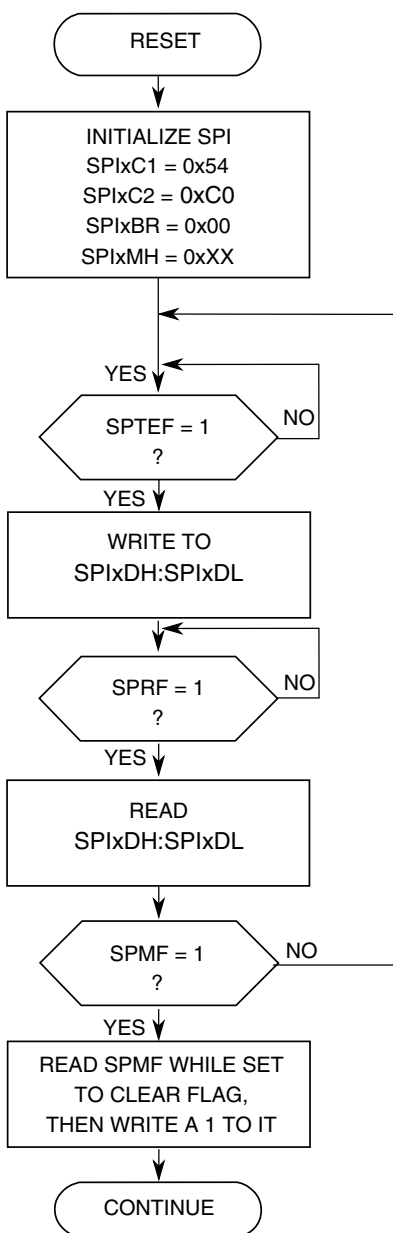 RESET
INITIALIZE SPI
SPIxC1 = 0x54
SPIxC2 = 0xC0
SPIxBR = 0x00
SPIxMH = 0xXX
YES
SPTEF = 1
?
NO
YES
WRITE TO
SPIxDH:SPIxDL
SPRF = 1
?
NO
YES
READ
SPIxDH:SPIxDL
SPMF = 1
?
NO
YES
READ SPMF WHILE SET
TO CLEAR FLAG,
THEN WRITE A 1 TO IT
CONTINUE